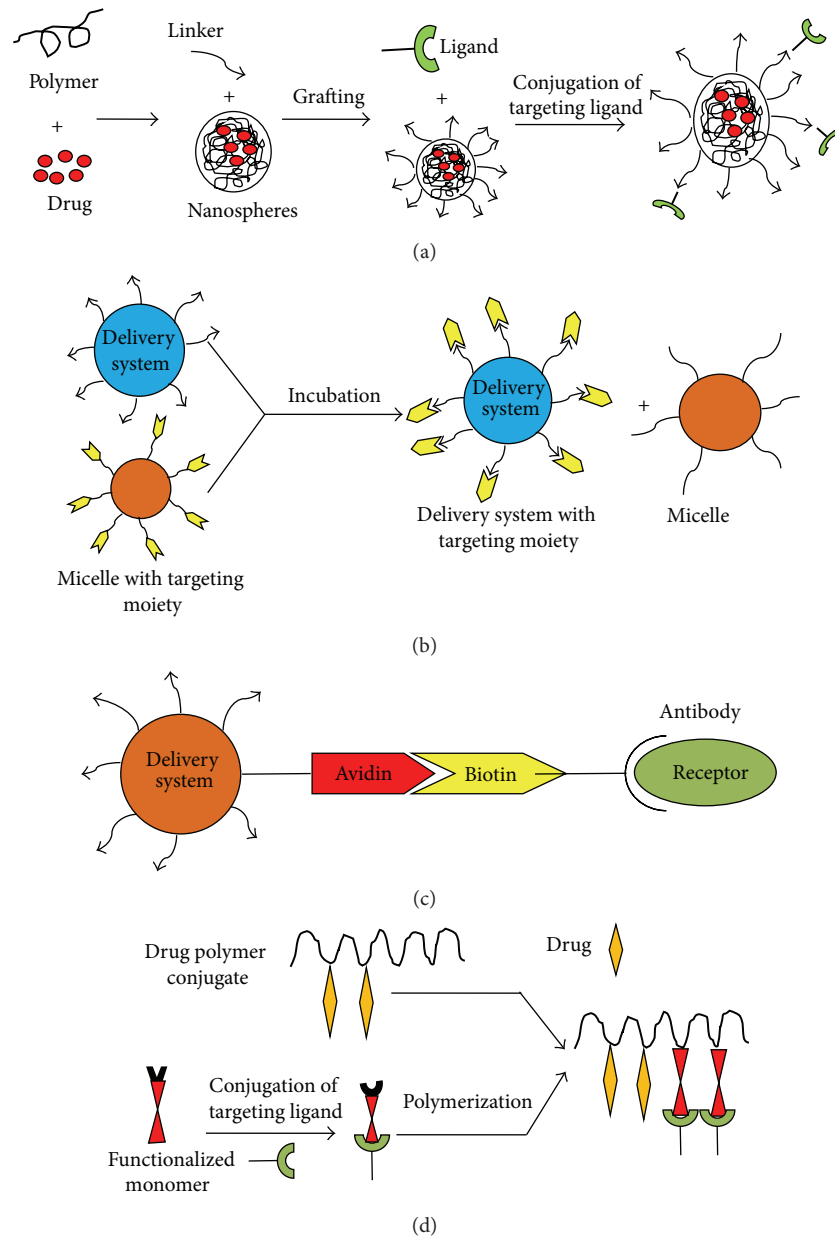 Linker
Polymer
+
Drug
+
Nanospheres
Grafting
Ligand
+
Conjugation of
targeting ligand
(a)
Delivery
system
Micelle with targeting
moiety
Incubation
Delivery
system
Delivery system with
targeting moiety
+
Micelle
(b)
Delivery
system
Avidin
Biotin
Antibody
Receptor
(c)
Drug polymer
conjugate
Drug
Functionalized
monomer
Conjugation of
targeting ligand
Polymerization
(d)